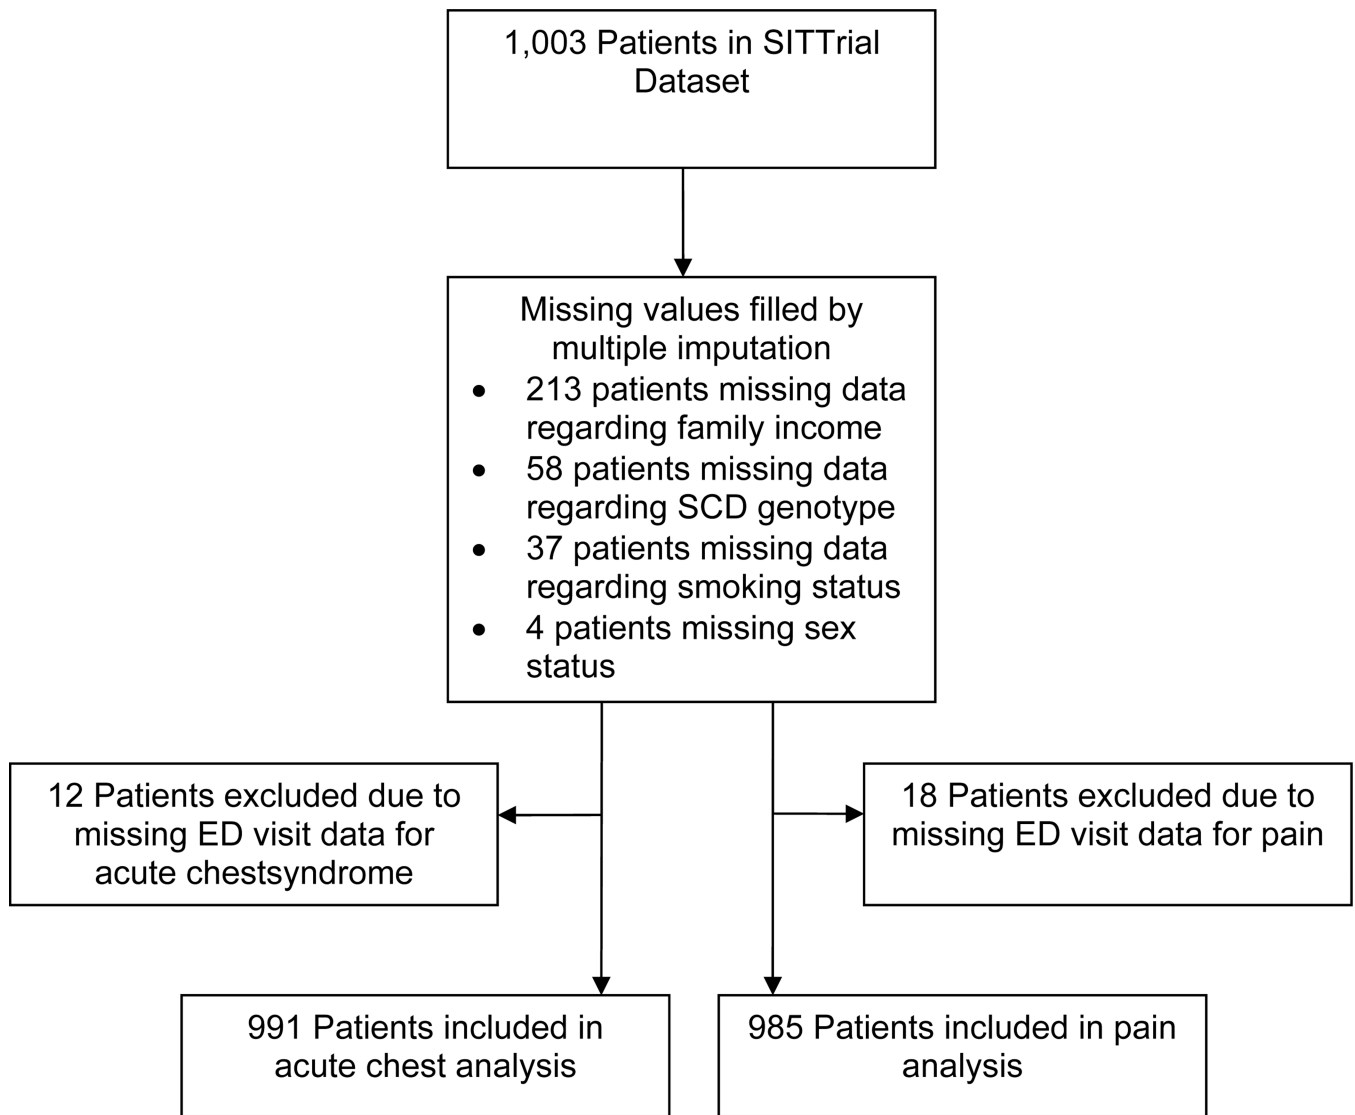 1,003 Patients in SITTrial
Dataset
Missing values filled by
multiple imputation
• 213 patients missing data
regarding family income
• 58 patients missing data
regarding SCD genotype
• 37 patients missing data
regarding smoking status
• 4 patients missing sex
status
12 Patients excluded due to
missing ED visit data for
acute chestsyndrome
18 Patients excluded due to
missing ED visit data for pain
991 Patients included in
acute chest analysis
985 Patients included in pain
analysis